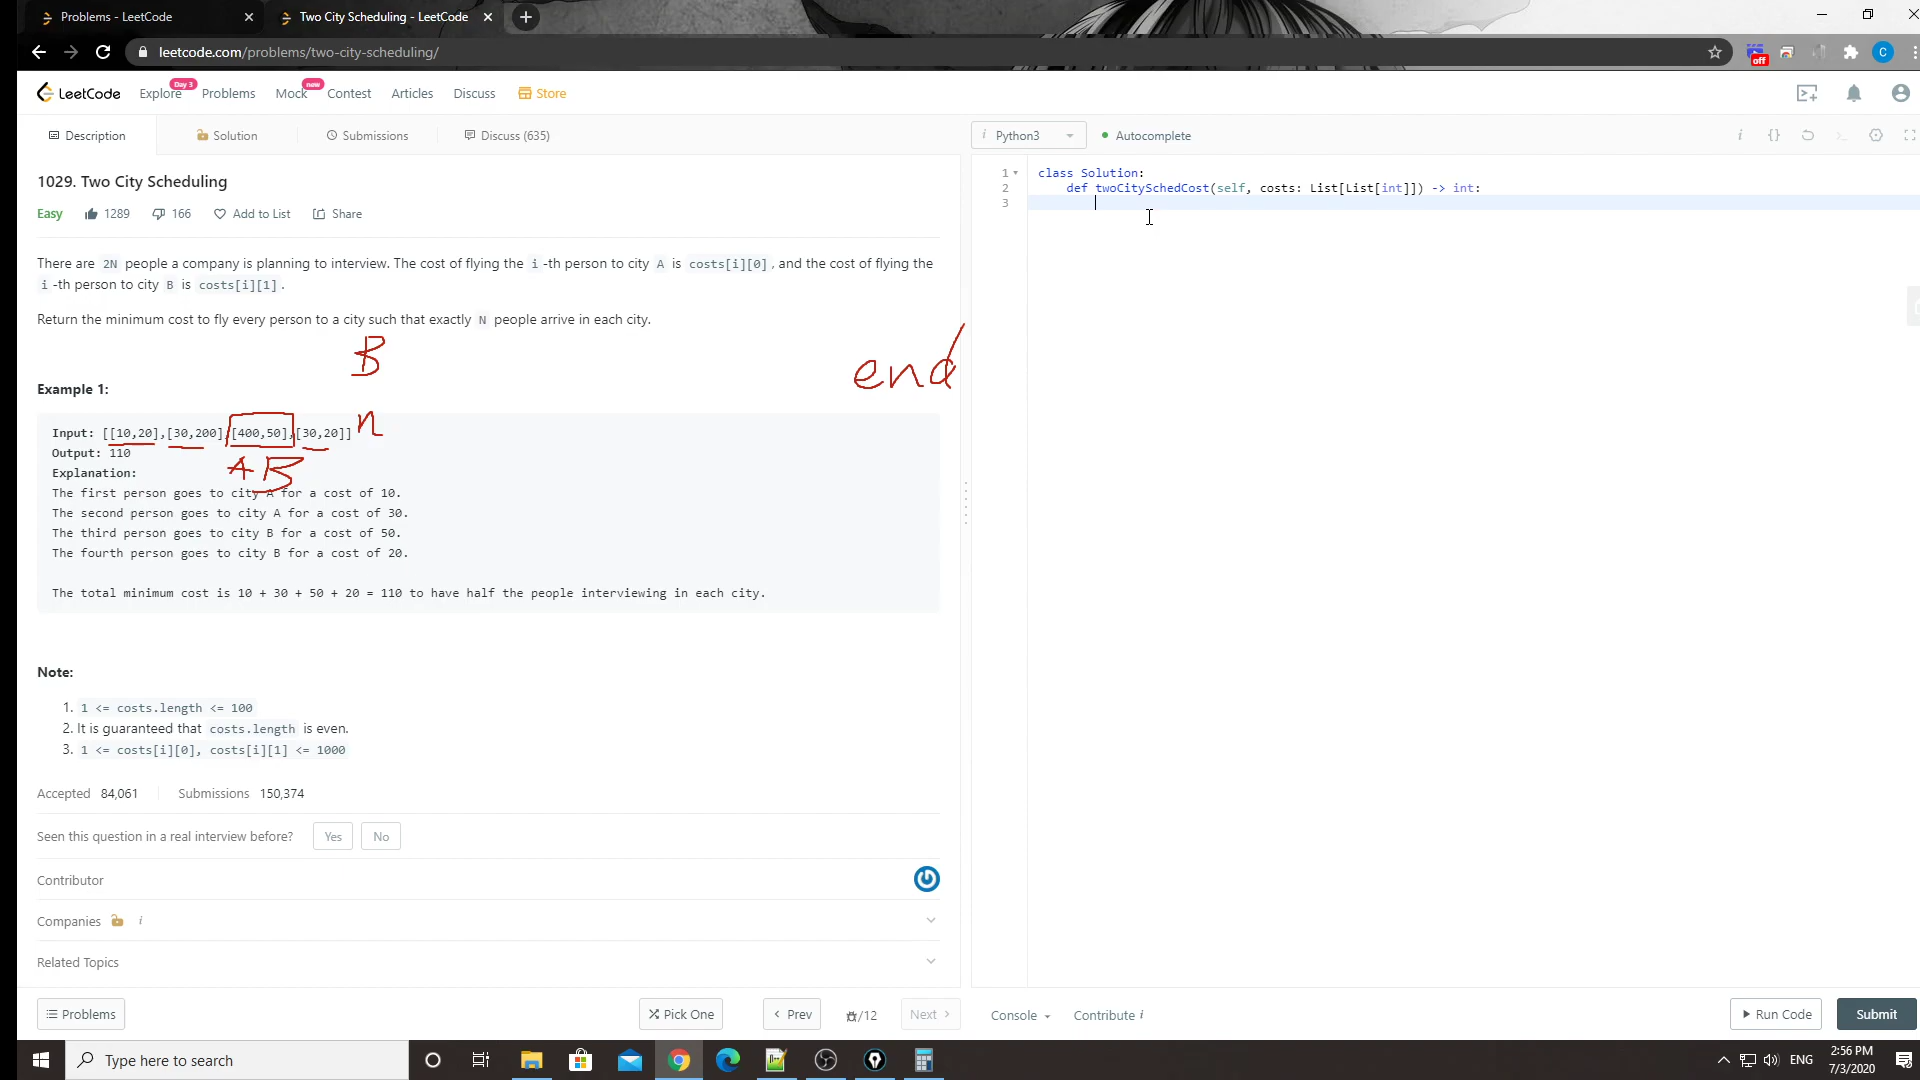 Problems - LeetCode
Two City Scheduling - LeetCode
leetcode.com/problems/two-city-scheduling/
off
C
LeetCode
Explore Day 3 Problems Mock new Contest Articles Discuss Store
Description Solution Submissions Discuss (635)
i Python3 Autocomplete
1029. Two City Scheduling
Easy 1289 166 Add to List Share
There are 2N people a company is planning to interview. The cost of flying the i -th person to city A is costs[i][0], and the cost of flying the
i -th person to city B is costs[i][1].
Return the minimum cost to fly every person to a city such that exactly N people arrive in each city.
B
end
Example 1:
n
Input: [[10,20],[30,200],[400,50],[30,20]]
Output: 110
A B
Explanation:
The first person goes to city A for a cost of 10.
The second person goes to city A for a cost of 30.
The third person goes to city B for a cost of 50.
The fourth person goes to city B for a cost of 20.
The total minimum cost is 10 + 30 + 50 + 20 = 110 to have half the people interviewing in each city.
Note:
1. 1 <= costs.length <= 100
2. It is guaranteed that costs.length is even.
3. 1 <= costs[i][0], costs[i][1] <= 1000
Accepted 84,061 Submissions 150,374
Seen this question in a real interview before? Yes No
Contributor
Companies i
Related Topics
Problems Pick One Prev /12 Next
1 class Solution:
2 def twoCitySchedCost(self, costs: List[List[int]]) -> int:
3
Console Contribute i Run Code Submit
Type here to search
ENG
2:56 PM
7/3/2020